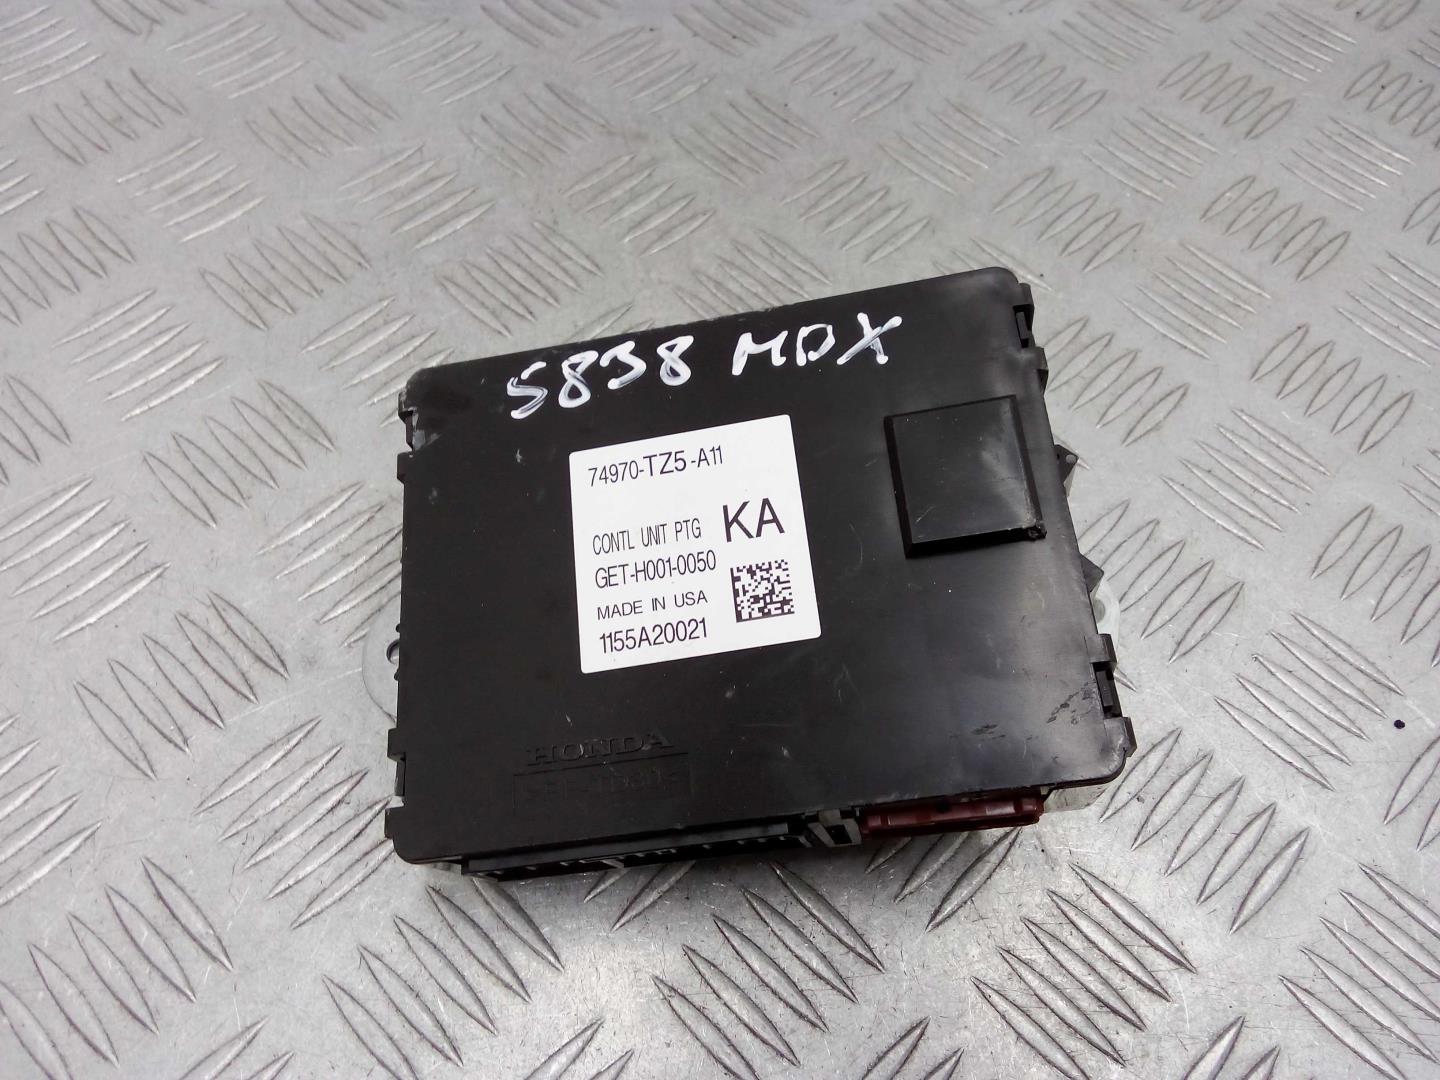 5838 MDX
74970-TZ5-A11
CONTL UNIT PTG KA
GET-H001-0050
MADE IN USA
1155A20021
HONDA